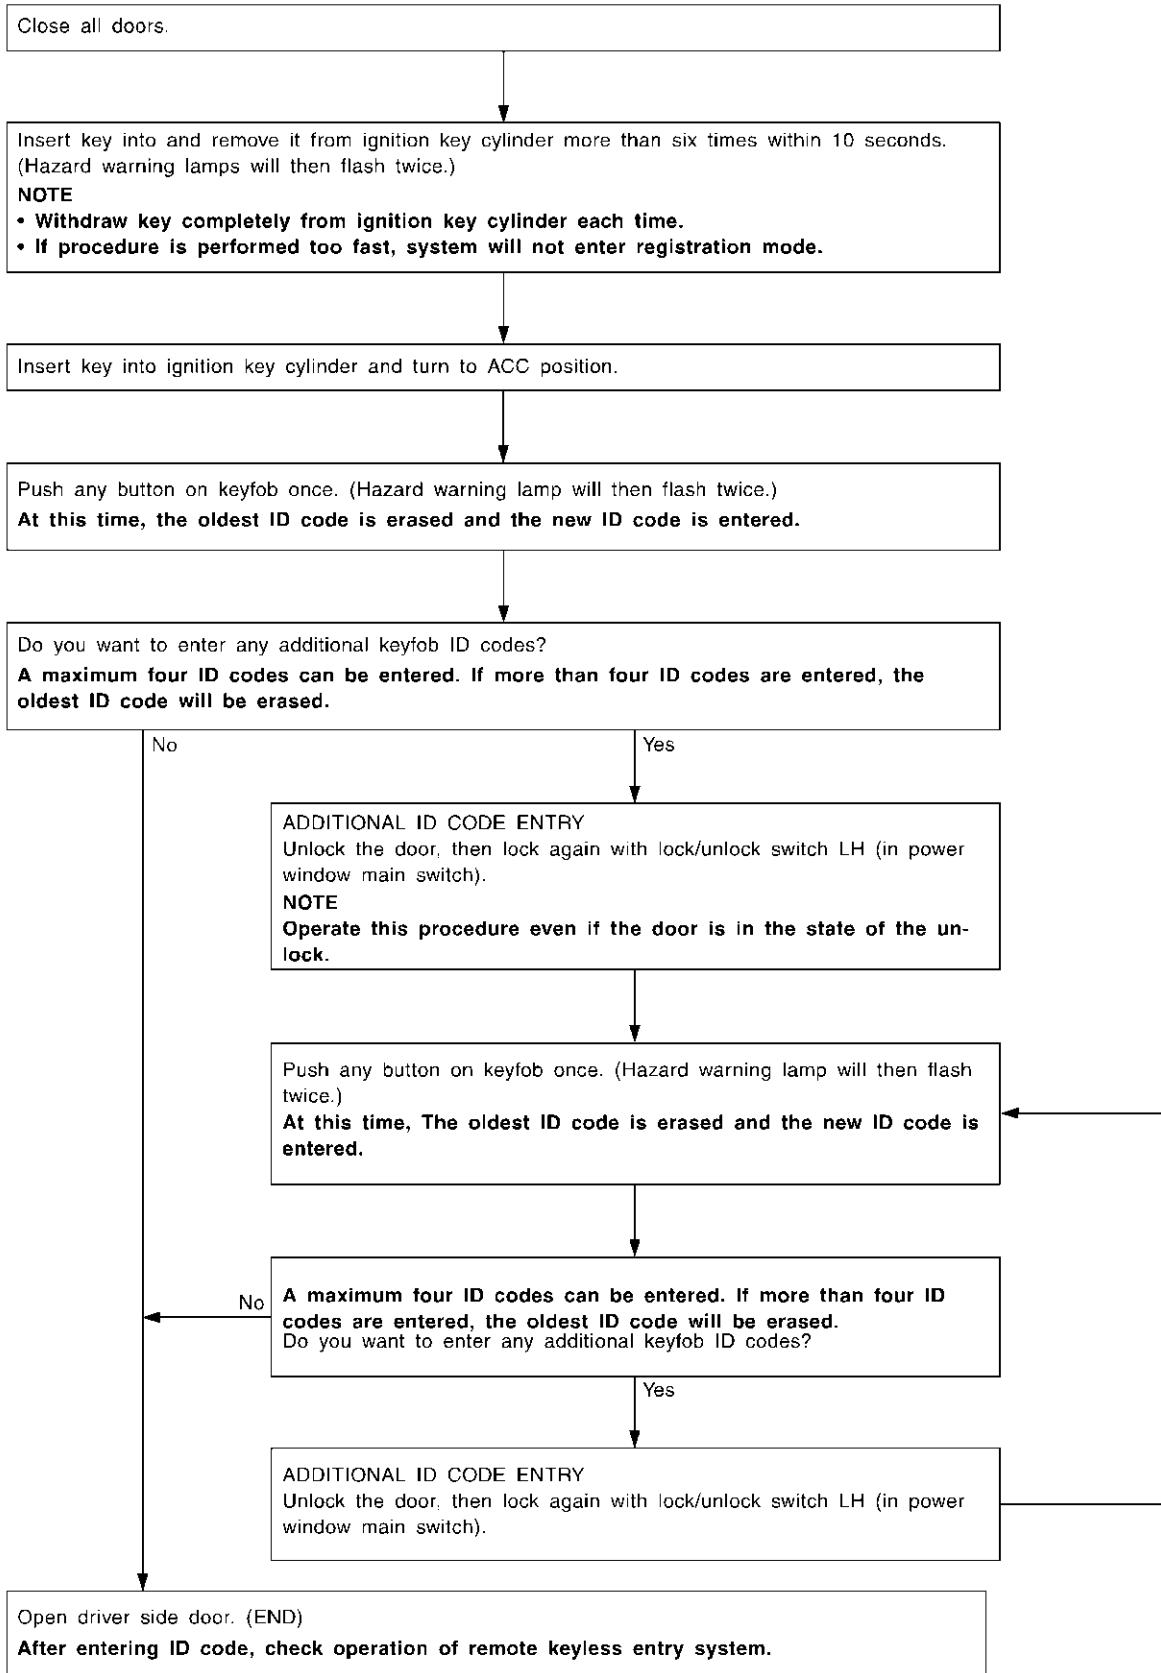 Close all doors.
Insert key into and remove it from ignition key cylinder more than six times within 10 seconds.
(Hazard warning lamps will then flash twice.)
NOTE
• Withdraw key completely from ignition key cylinder each time.
• If procedure is performed too fast, system will not enter registration mode.
Insert key into ignition key cylinder and turn to ACC position.
Push any button on keyfob once. (Hazard warning lamp will then flash twice.)
At this time, the oldest ID code is erased and the new ID code is entered.
Do you want to enter any additional keyfob ID codes?
A maximum four ID codes can be entered. If more than four ID codes are entered, the
oldest ID code will be erased.
No
Yes
ADDITIONAL ID CODE ENTRY
Unlock the door, then lock again with lock/unlock switch LH (in power
window main switch).
NOTE
Operate this procedure even if the door is in the state of the un-
lock.
Push any button on keyfob once. (Hazard warning lamp will then flash
twice.)
At this time, The oldest ID code is erased and the new ID code is
entered.
No
A maximum four ID codes can be entered. If more than four ID
codes are entered, the oldest ID code will be erased.
Do you want to enter any additional keyfob ID codes?
Yes
ADDITIONAL ID CODE ENTRY
Unlock the door, then lock again with lock/unlock switch LH (in power
window main switch).
Open driver side door. (END)
After entering ID code, check operation of remote keyless entry system.